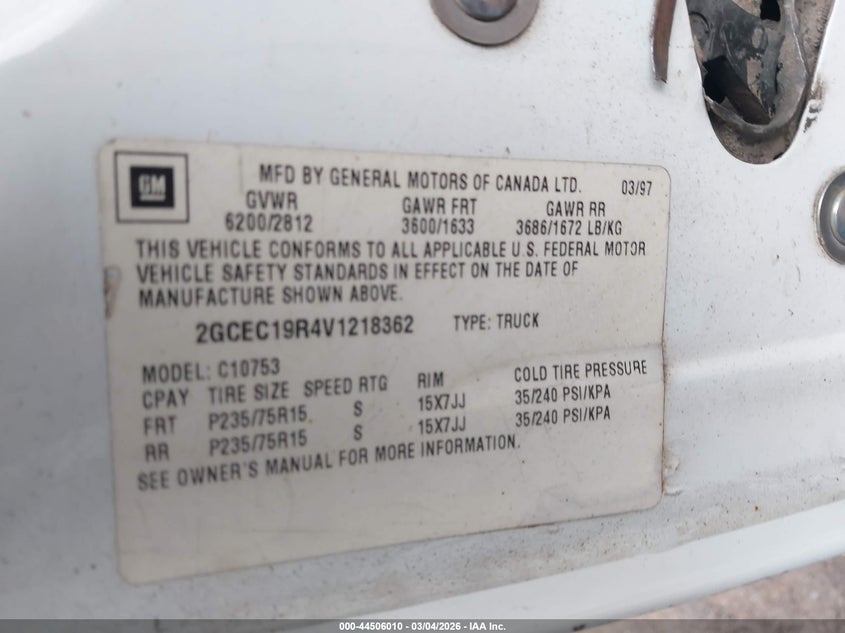 GM
MFD BY GENERAL MOTORS OF CANADA LTD. 03/97
GVWR GAWR FRT GAWR RR
6200/2812 3600/1633 3686/1672 LB/KG
THIS VEHICLE CONFORMS TO ALL APPLICABLE U.S. FEDERAL MOTOR
VEHICLE SAFETY STANDARDS IN EFFECT ON THE DATE OF
MANUFACTURE SHOWN ABOVE.
2GCEC19R4V1218362 TYPE: TRUCK
MODEL: C10753
CPAY TIRE SIZE SPEED RTG RIM COLD TIRE PRESSURE
FRT P235/75R15 S 15X7JJ 35/240 PSI/KPA
RR P235/75R15 S 15X7JJ 35/240 PSI/KPA
SEE OWNER'S MANUAL FOR MORE INFORMATION.
000-44506010 - 03/04/2026 - IAA Inc.